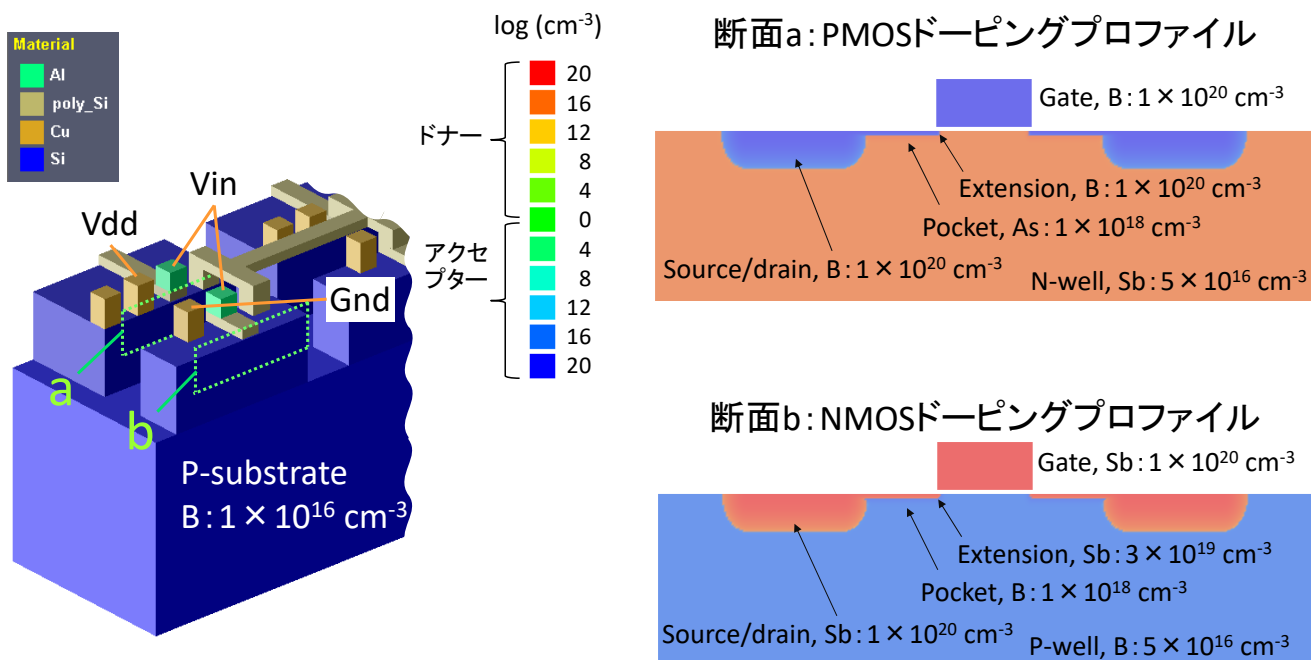 Material
Al
poly_Si
Cu
Si
Vin
Vdd
Gnd
a
b
P-substrate
B：1 × 10¹⁶ cm⁻³
log (cm⁻³)
20
16
12
8
4
0
4
8
12
16
20
ドナー
アクセ
プター
断面a：PMOSドーピングプロファイル
Gate, B：1 × 10²⁰ cm⁻³
Extension, B：1 × 10²⁰ cm⁻³
Pocket, As：1 × 10¹⁸ cm⁻³
Source/drain, B：1 × 10²⁰ cm⁻³
N-well, Sb：5 × 10¹⁶ cm⁻³
断面b：NMOSドーピングプロファイル
Gate, Sb：1 × 10²⁰ cm⁻³
Extension, Sb：3 × 10¹⁹ cm⁻³
Pocket, B：1 × 10¹⁸ cm⁻³
Source/drain, Sb：1 × 10²⁰ cm⁻³
P-well, B：5 × 10¹⁶ cm⁻³